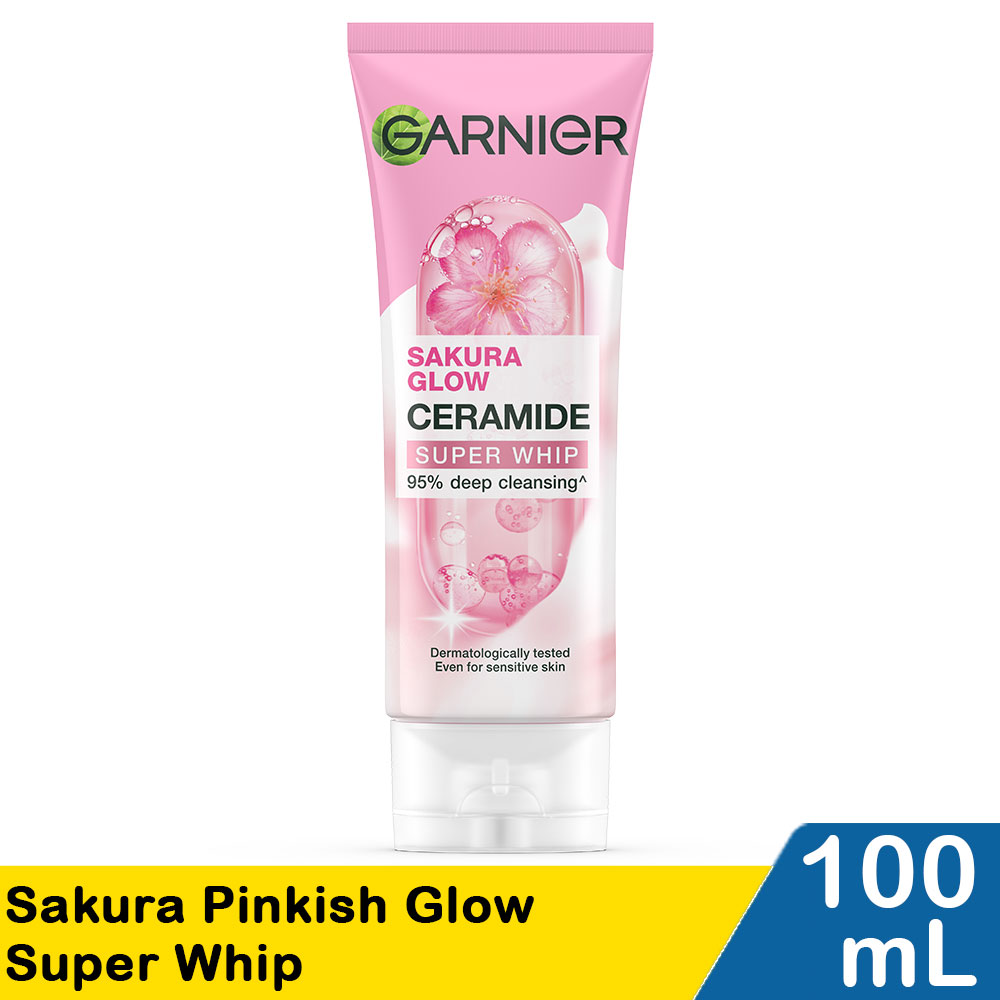 GARNIER
SAKURA
GLOW
CERAMIDE
SUPER WHIP
95% deep cleansing^
Dermatologically tested
Even for sensitive skin
Sakura Pinkish Glow
Super Whip
100
mL